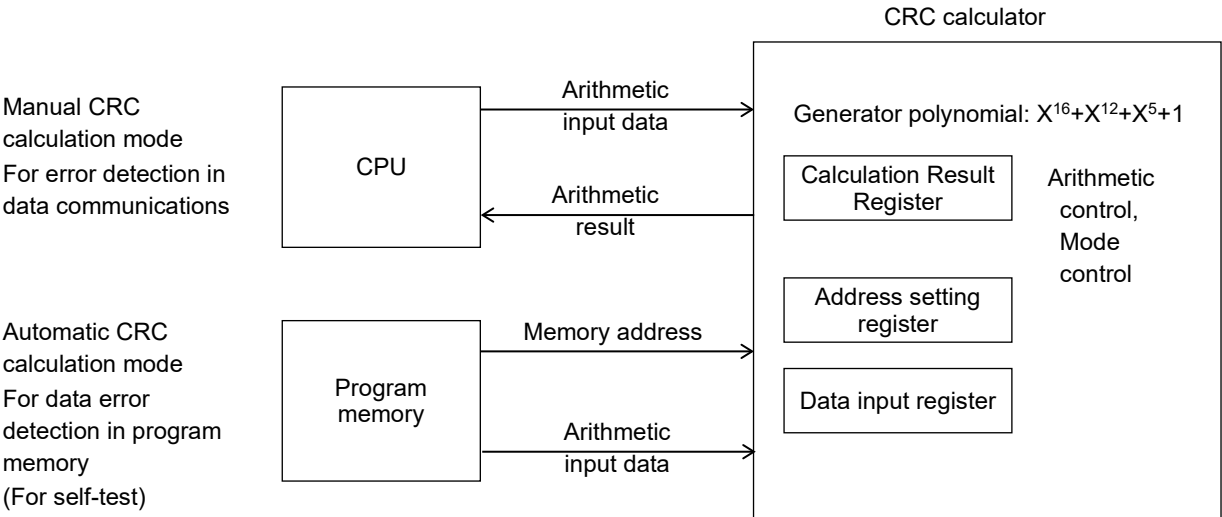 CRC calculator
Manual CRC
calculation mode
For error detection in
data communications
CPU
Arithmetic
input data
Arithmetic
result
Generator polynomial: X¹⁶+X¹²+X⁵+1
Calculation Result
Register
Arithmetic
control,
Mode
control
Address setting
register
Data input register
Automatic CRC
calculation mode
For data error
detection in program
memory
(For self-test)
Program
memory
Memory address
Arithmetic
input data